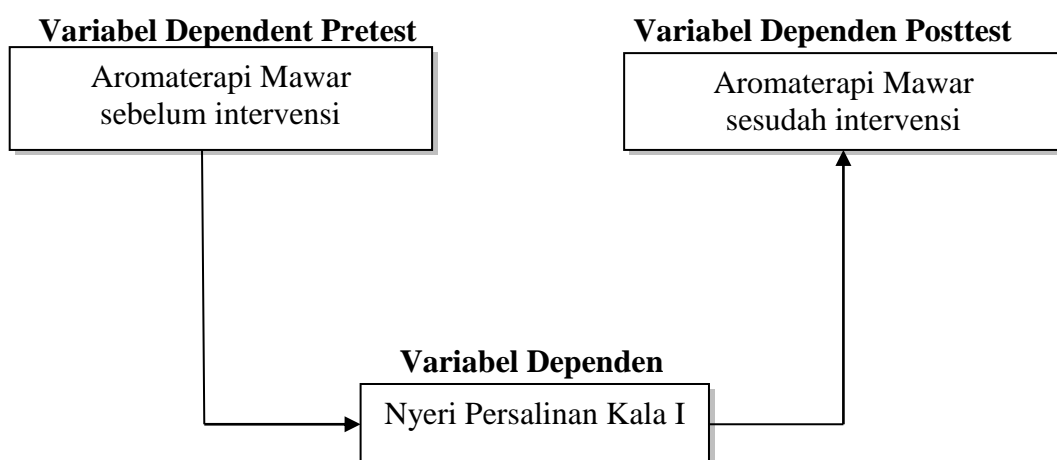 Variabel Dependent Pretest
Aromaterapi Mawar
sebelum intervensi
Variabel Dependen Posttest
Aromaterapi Mawar
sesudah intervensi
Variabel Dependen
Nyeri Persalinan Kala I